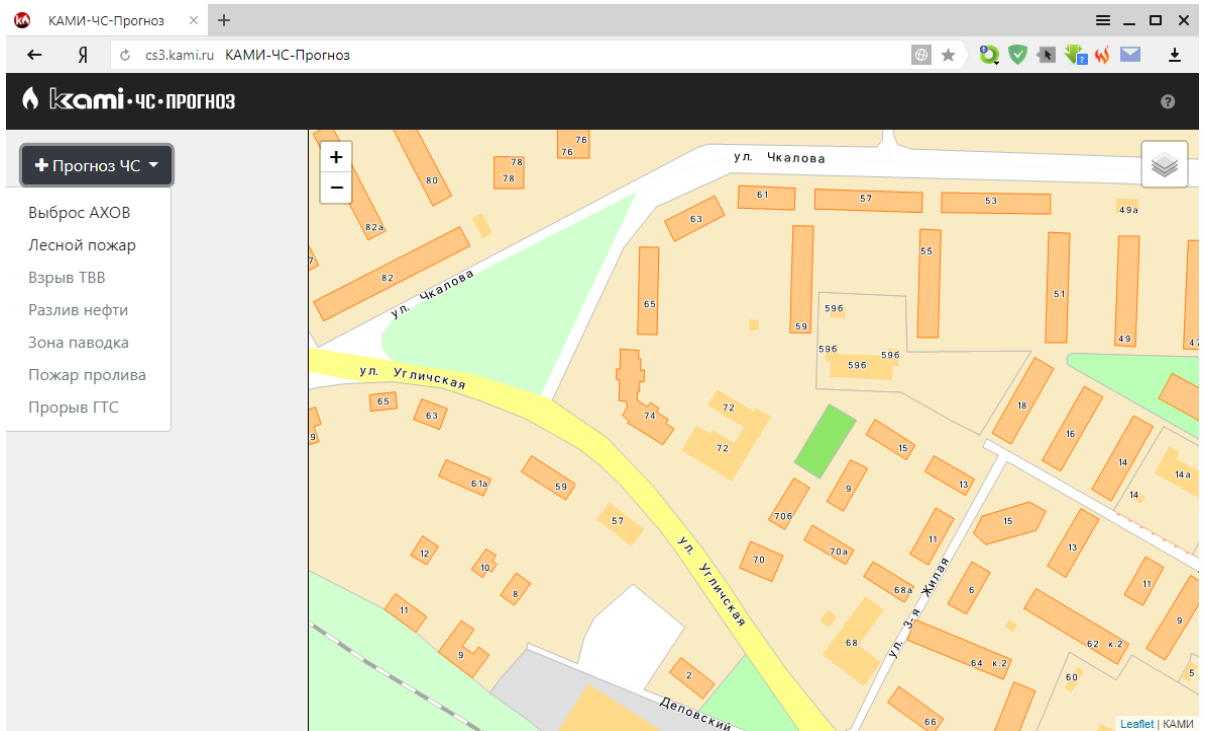 КАМИ-ЧС-Прогноз
cs3.kami.ru КАМИ-ЧС-Прогноз
kami·ЧС·ПРОГНОЗ
Прогноз ЧС
Выброс АХОВ
Лесной пожар
Взрыв ТВВ
Разлив нефти
Зона паводка
Пожар пролива
Прорыв ГТС
+
−
76
76
78
78
80
82а
82
7
ул. Чкалова
ул. Чкалова
61
57
53
49а
63
65
59
55
51
49
47
59б
59б
59б
59б
ул. Угличская
65
63
9
74
72
72
18
16
14
14а
14
15
13
9
61а
59
57
70б
70
70а
11
15
13
11
9
12
10
8
11
9
ул. Угличская
68а
6
ул. 3-я Жилая
68
64 к.2
62 к.2
60
5
2
66
Деповский
Leaflet | КАМИ